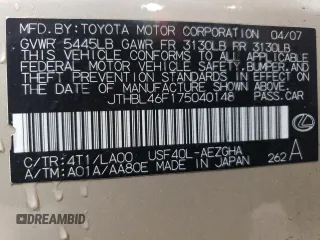 MFD. BY: TOYOTA MOTOR CORPORATION 04/07
GVWR 5445LB GAWR FR 3130LB RR 3130LB
THIS VEHICLE CONFORMS TO ALL APPLICABLE
FEDERAL MOTOR VEHICLE SAFETY, BUMPER, AND
THEFT PREVENTION STANDARDS IN EFFECT ON
THE DATE OF MANUFACTURE SHOWN ABOVE.
JTHBL46F175040148 PASS.CAR
C/TR:4T1/LA00 USF40L-AEZGHA
A/TM:A01A/AA80E MADE IN JAPAN 262 A
DREAMBID